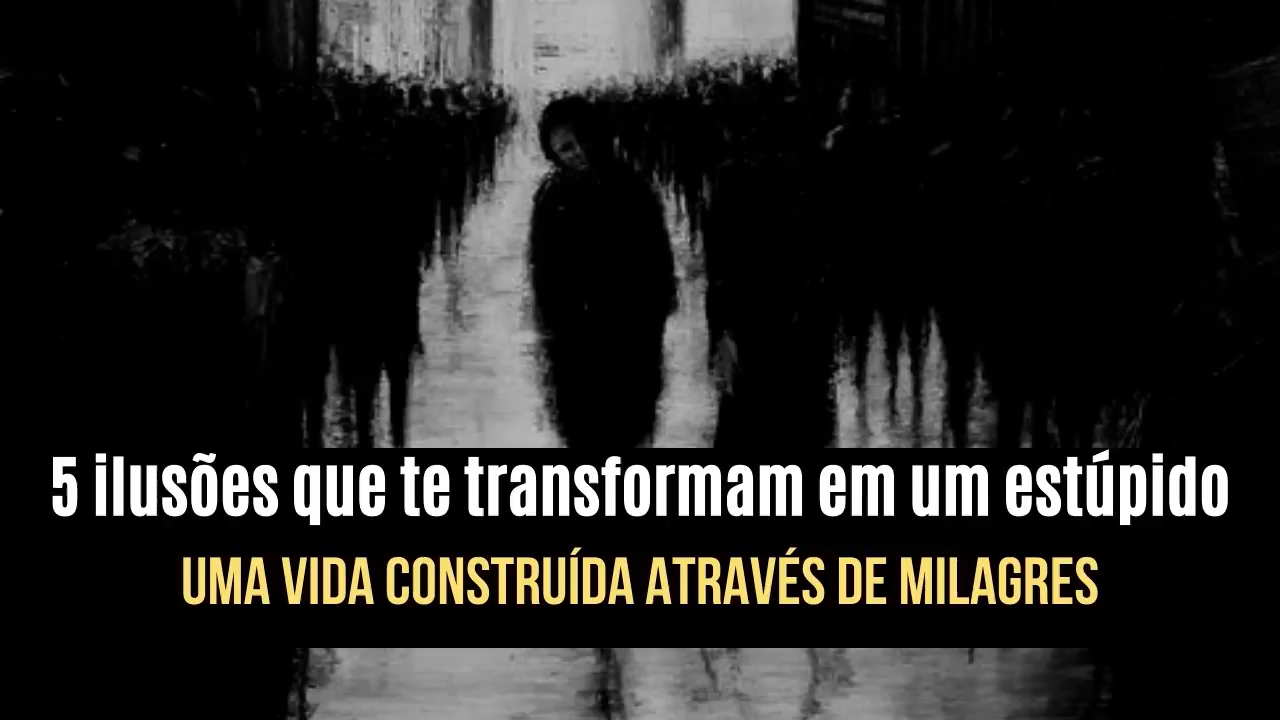 5 ilusões que te transformam em um estúpido
UMA VIDA CONSTRUÍDA ATRAVÉS DE MILAGRES